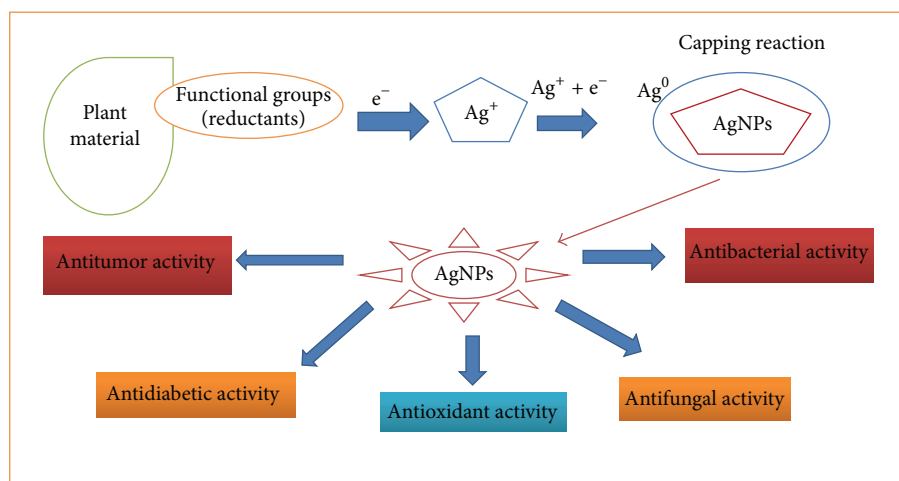 Capping reaction
Plant
material
Functional groups
(reductants)
e⁻
Ag⁺
Ag⁺ + e⁻
Ag⁰
AgNPs
Antitumor activity
AgNPs
Antibacterial activity
Antidiabetic activity
Antioxidant activity
Antifungal activity